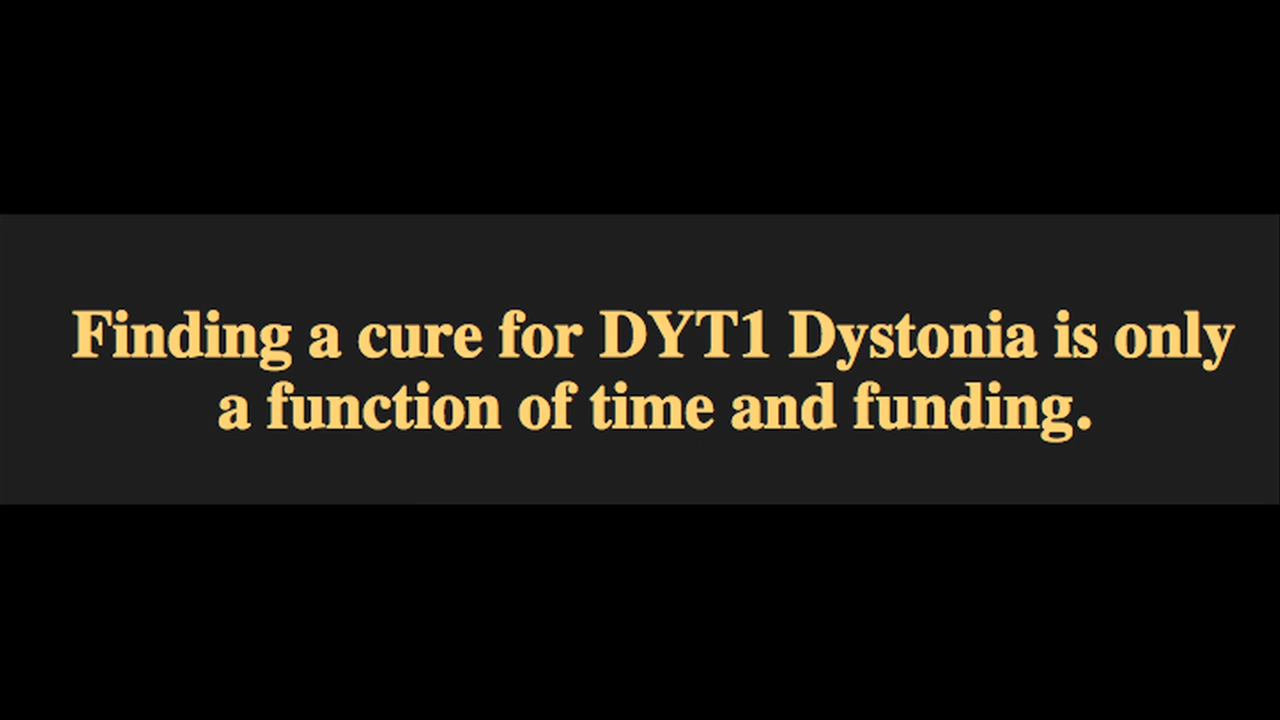 Finding a cure for DYT1 Dystonia is only
a function of time and funding.